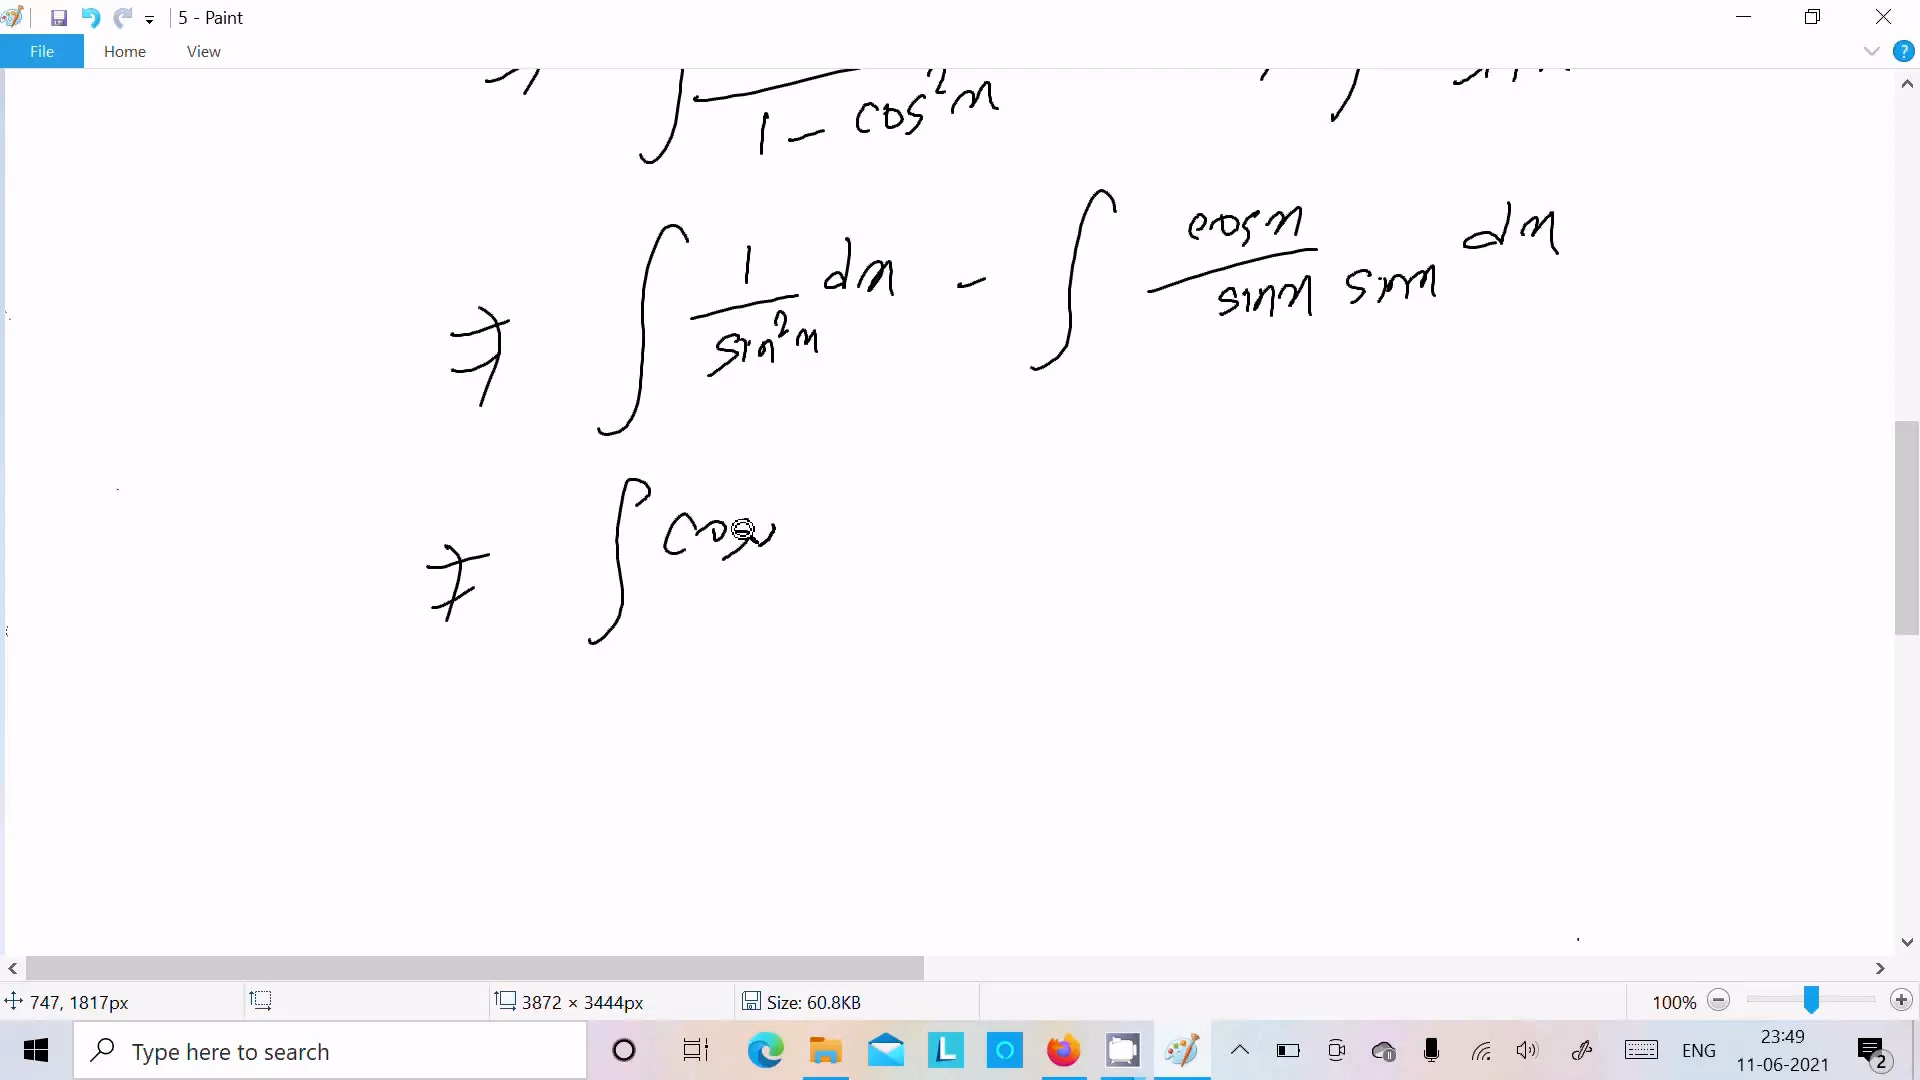 5 - Paint
File Home View
∫ 1 - cos²x ∫
⇒ ∫ 1/sin²x dx - ∫ cosx/sinx sinx dx
⇒ ∫ cos
747, 1817px 3872 × 3444px Size: 60.8KB 100%
Type here to search L ENG 23:49
11-06-2021 2